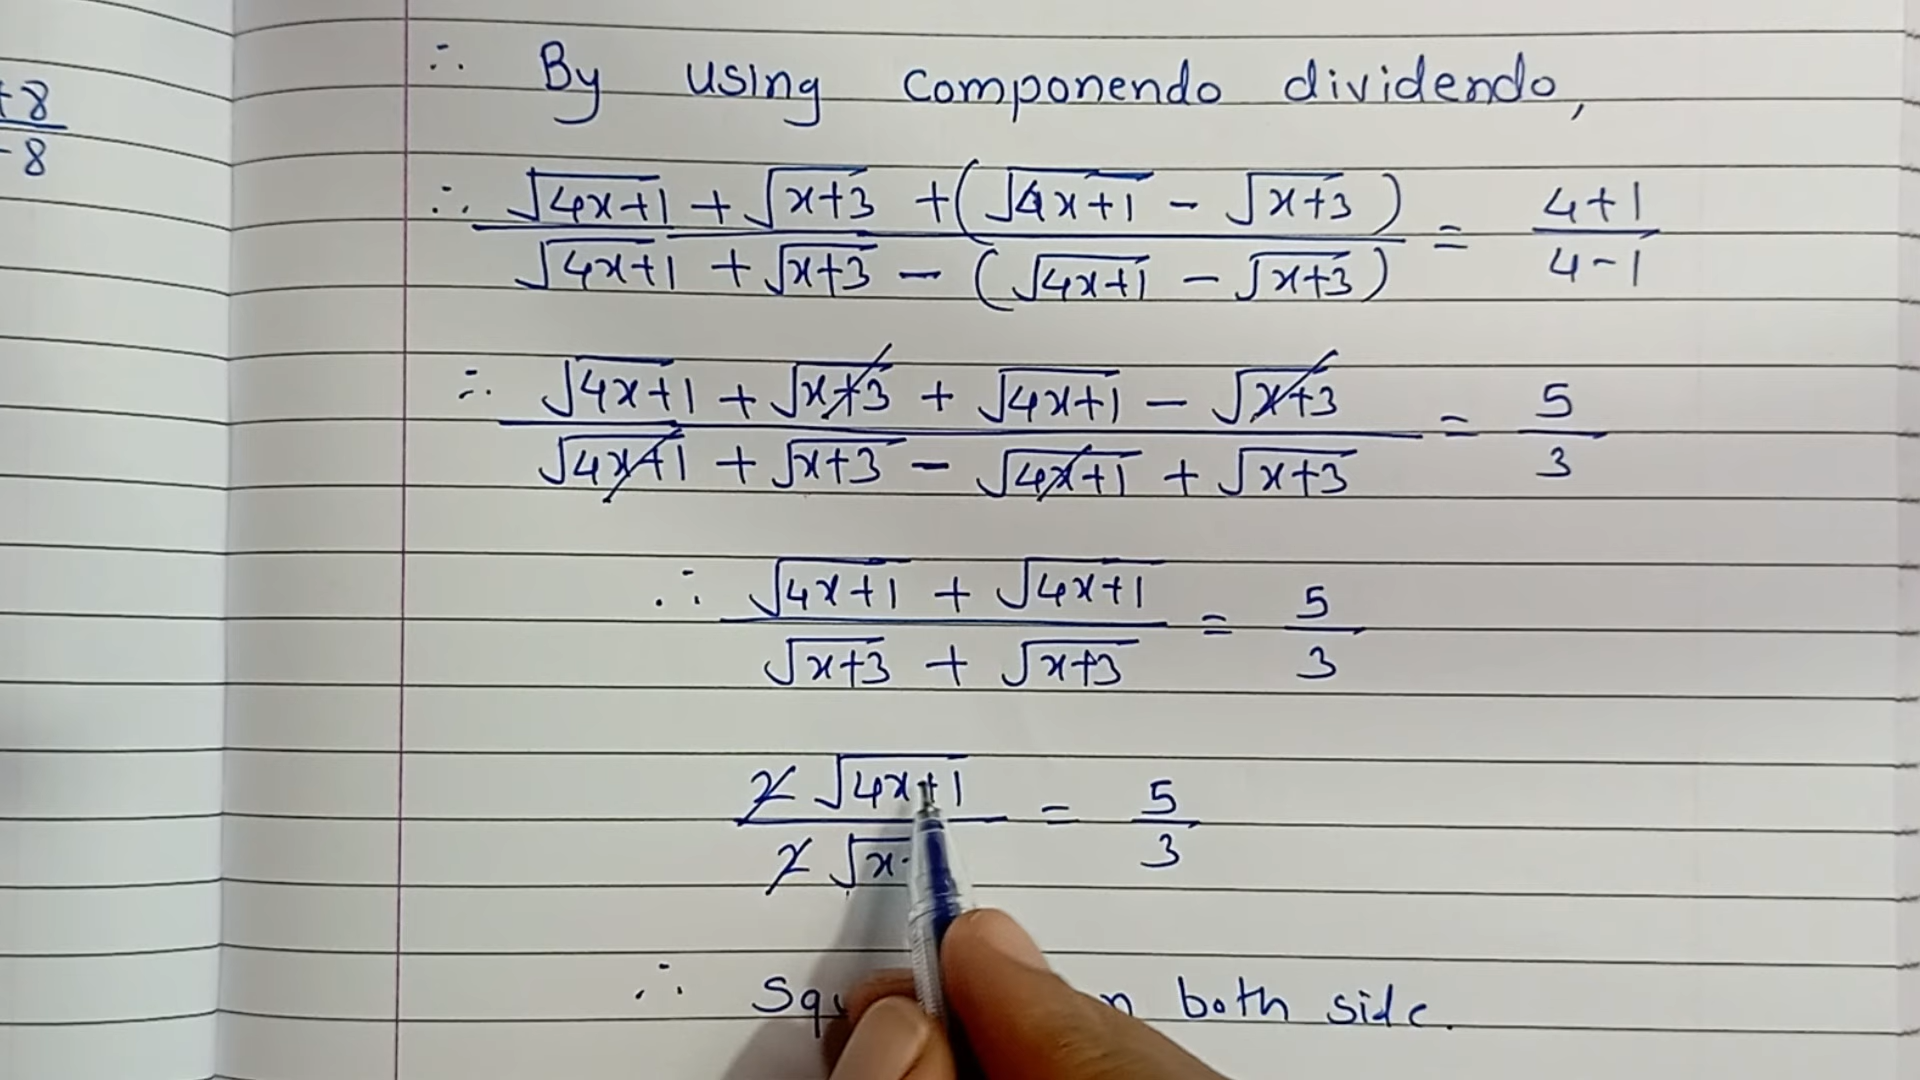 +8
-8
∴ By using componendo dividendo,
∴ √4x+1 + √x+3 + (√4x+1 - √x+3) / √4x+1 + √x+3 - (√4x+1 - √x+3) = 4+1 / 4-1
∴ √4x+1 + √x+3 + √4x+1 - √x+3 / √4x+1 + √x+3 - √4x+1 + √x+3 = 5 / 3
∴ √4x+1 + √4x+1 / √x+3 + √x+3 = 5 / 3
2 √4x+1 / 2 √x = 5 / 3
∴ both side.